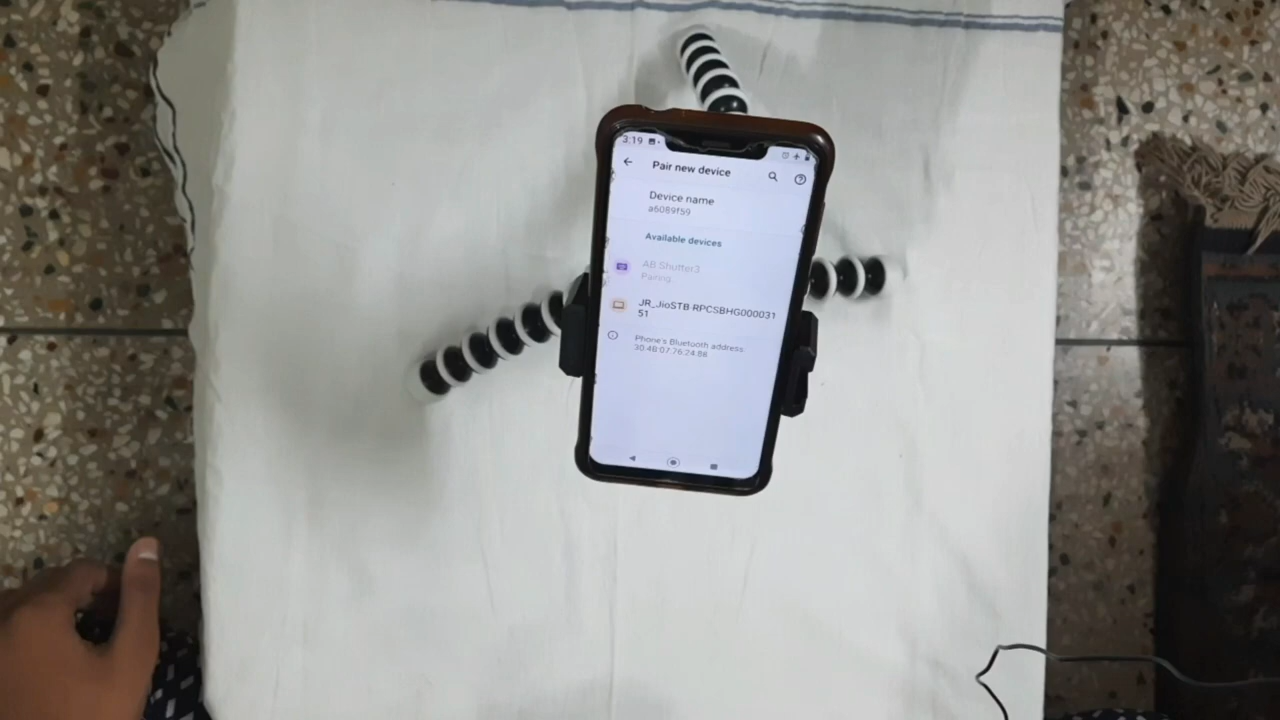 3:19
Pair new device
Device name
a6089f59
Available devices
AB Shutter3
Pairing
JR_JioSTB-RPCSBHG000031
51
Phone's Bluetooth address:
30:4B:07:76:24:88